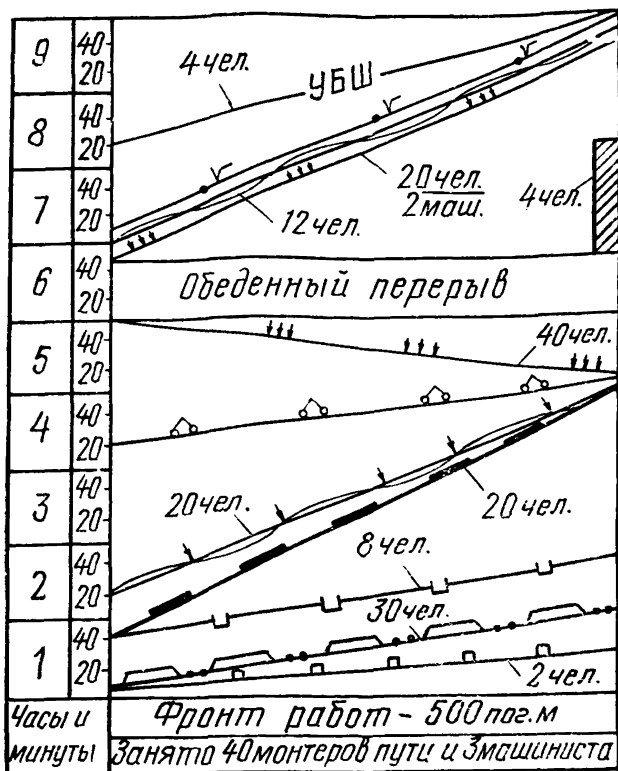 9 40 20
4 чел. УБШ
8 40 20
7 40 20
20 чел.
2 маш.
4 чел.
12 чел.
6 40 20
Обеденный перерыв
5 40 20
40 чел.
4 40 20
3 40 20
20 чел. 20 чел.
2 40 20
8 чел.
30 чел.
1 40 20
2 чел.
Часы и минуты
Фронт работ - 500 пог. м
Занято 40 монтеров пути и 3 машиниста